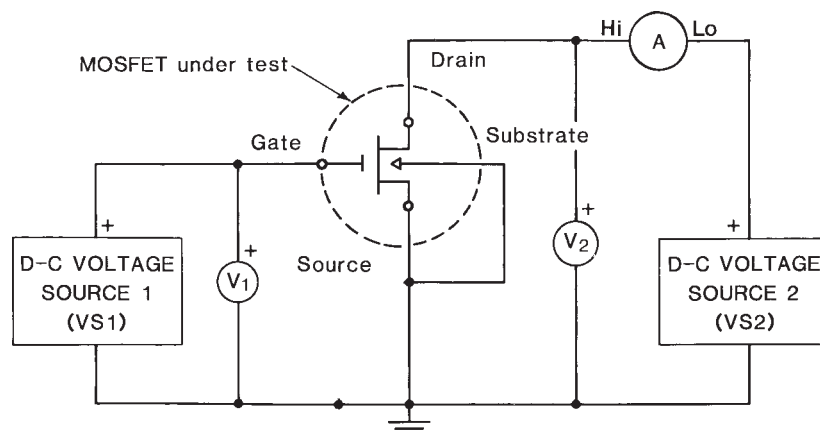 Hi
A
Lo
Drain
MOSFET under test
Substrate
Gate
+
+
+
+
V1
V2
Source
D-C VOLTAGE
SOURCE 1
(VS1)
D-C VOLTAGE
SOURCE 2
(VS2)